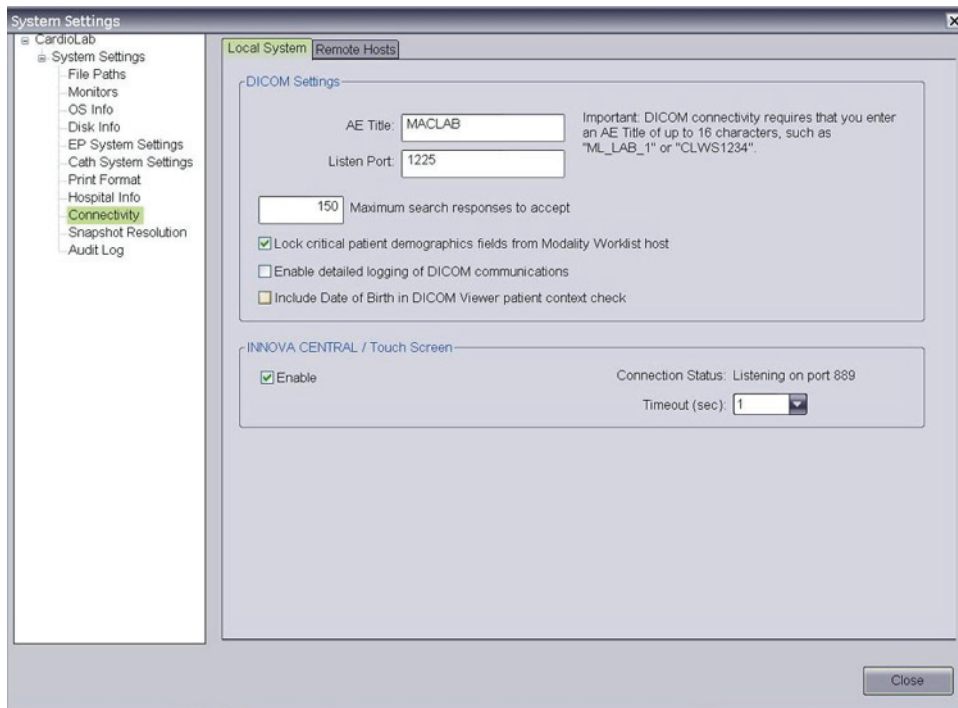 System Settings
CardioLab
System Settings
File Paths
Monitors
OS Info
Disk Info
EP System Settings
Cath System Settings
Print Format
Hospital Info
Connectivity
Snapshot Resolution
Audit Log
Local System
Remote Hosts
DICOM Settings
AE Title: MACLAB
Important: DICOM connectivity requires that you enter
an AE Title of up to 16 characters, such as
"ML_LAB_1" or "CLWS1234".
Listen Port: 1225
150 Maximum search responses to accept
Lock critical patient demographics fields from Modality Worklist host
Enable detailed logging of DICOM communications
Include Date of Birth in DICOM Viewer patient context check
INNOVA CENTRAL / Touch Screen
Enable
Connection Status: Listening on port 889
Timeout (sec): 1
Close